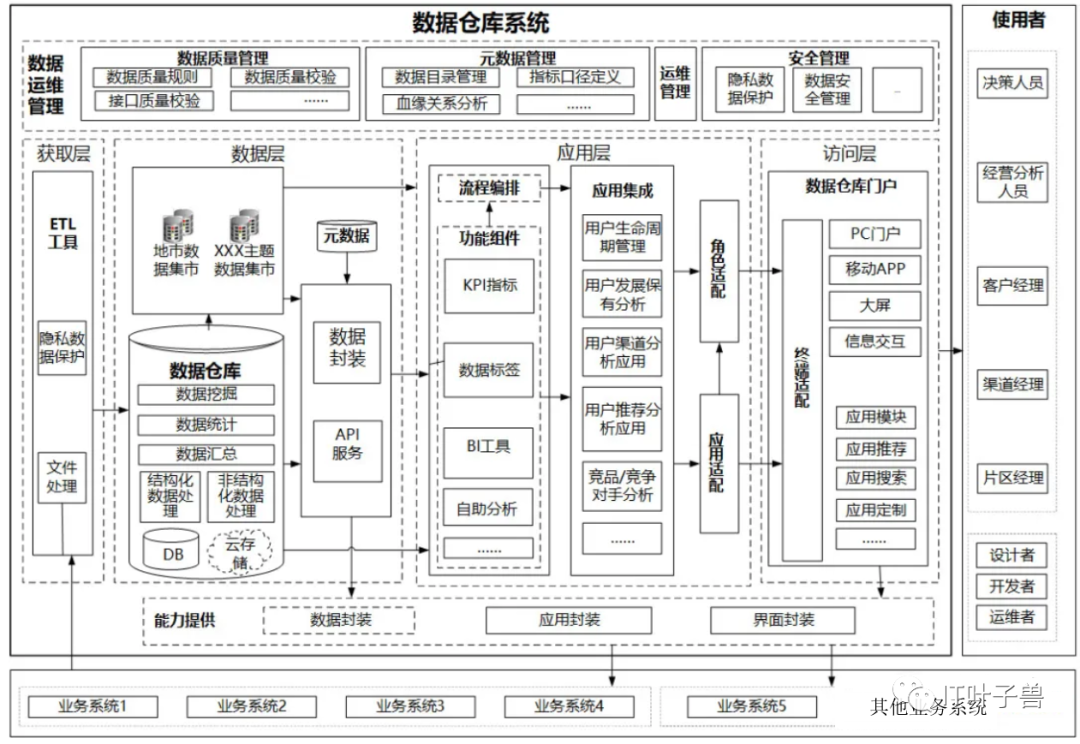 数据仓库系统
数据
运维
管理
数据质量管理
数据质量规则
数据质量校验
接口质量校验
......
元数据管理
数据目录管理
指标口径定义
血缘关系分析
......
运维
管理
安全管理
隐私数
据保护
数据安
全管理
...
获取层
ETL
工具
隐私数
据保护
文件
处理
数据层
地市数
据集市
XXX主题
数据集市
元数据
数据仓库
数据挖掘
数据统计
数据汇总
结构化
数据处
理
非结构
化数据
处理
DB
云存
储
数据
封装
API
服务
应用层
流程编排
功能组件
KPI指标
数据标签
BI工具
自助分析
......
应用集成
用户生命周
期管理
用户发展保
有分析
用户渠道分
析应用
用户推荐分
析应用
竞品/竞争
对手分析
......
角色适配
应用适配
访问层
数据仓库门户
终端适配
PC门户
移动APP
大屏
信息交互
应用模块
应用推荐
应用搜索
应用定制
......
能力提供
数据封装
应用封装
界面封装
使用者
决策人员
经营分析
人员
客户经理
渠道经理
片区经理
设计者
开发者
运维者
业务系统1
业务系统2
业务系统3
业务系统4
业务系统5
其他业务系统
IT叶子兽